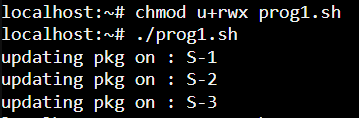 localhost:~# chmod u+rwx prog1.sh
localhost:~# ./prog1.sh
updating pkg on : S-1
updating pkg on : S-2
updating pkg on : S-3